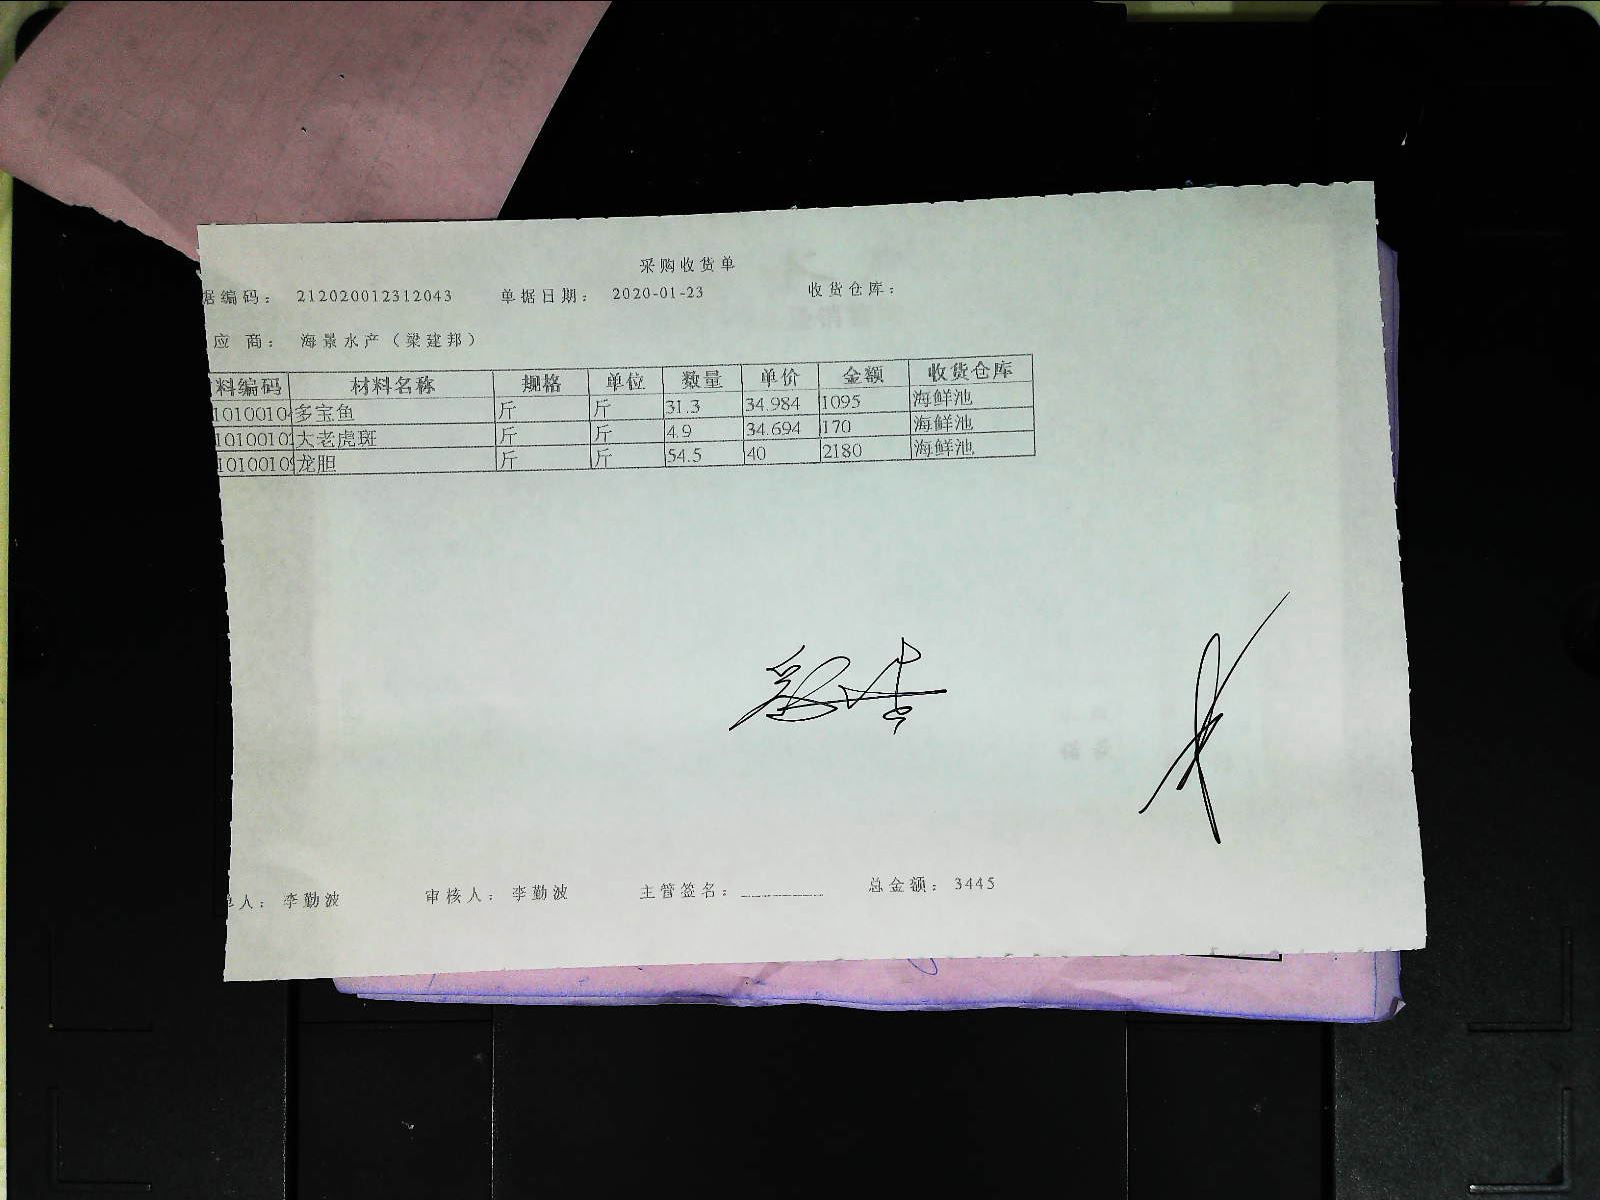 采购收货单
据编码： 212020012312043 单据日期： 2020-01-23 收货仓库：
应 商： 海景水产（梁建邦）
料编码 材料名称 规格 单位 数量 单价 金额 收货仓库
1010010 多宝鱼 斤 斤 31.3 34.984 1095 海鲜池
1010010 大老虎斑 斤 斤 4.9 34.694 170 海鲜池
1010010 龙胆 斤 斤 54.5 40 2180 海鲜池
人： 李勤波 审核人： 李勤波 主管签名： 总金额： 3445